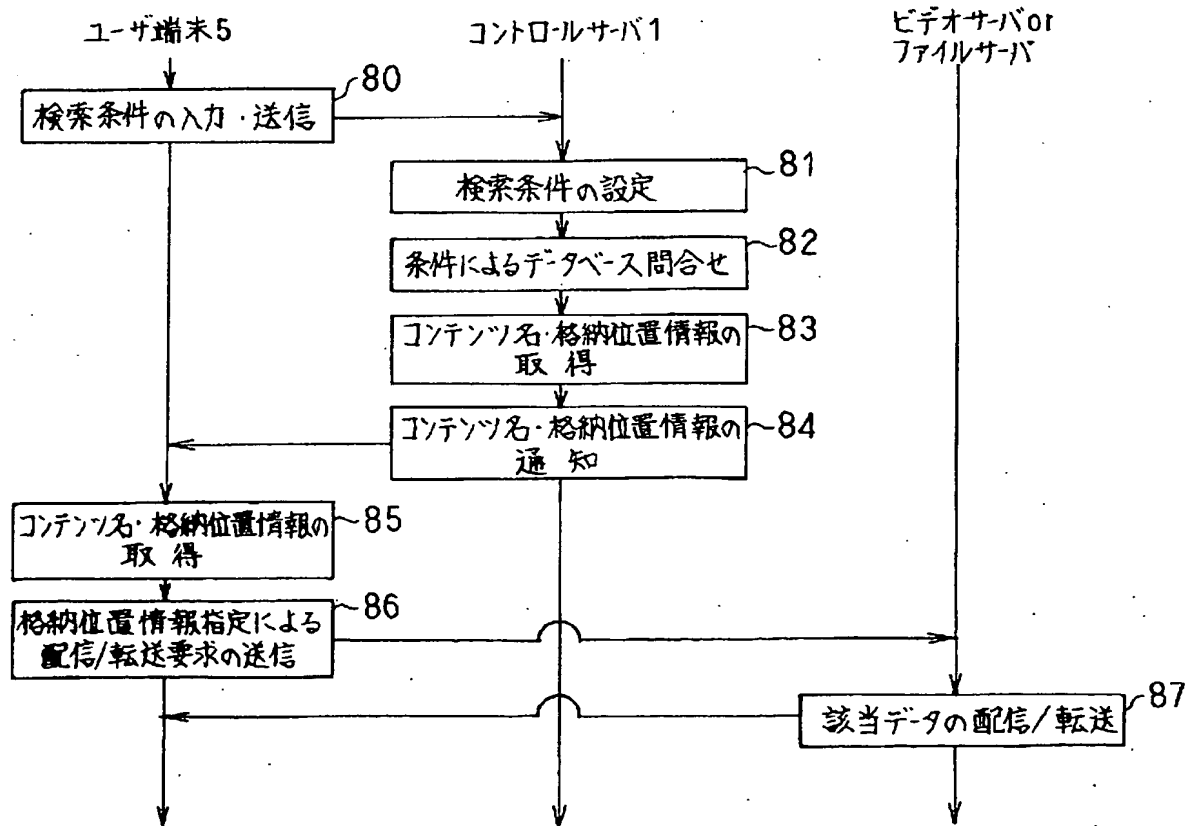 ユーザ端末5
コントロールサーバ1
ビデオサーバor
ファイルサーバ
80
検索条件の入力・送信
81
検索条件の設定
82
条件によるデータベース問合せ
83
コンテンツ名・格納位置情報の
取得
84
コンテンツ名・格納位置情報の
通知
85
コンテンツ名・格納位置情報の
取得
86
格納位置情報指定による
配信/転送要求の送信
87
該当データの配信/転送